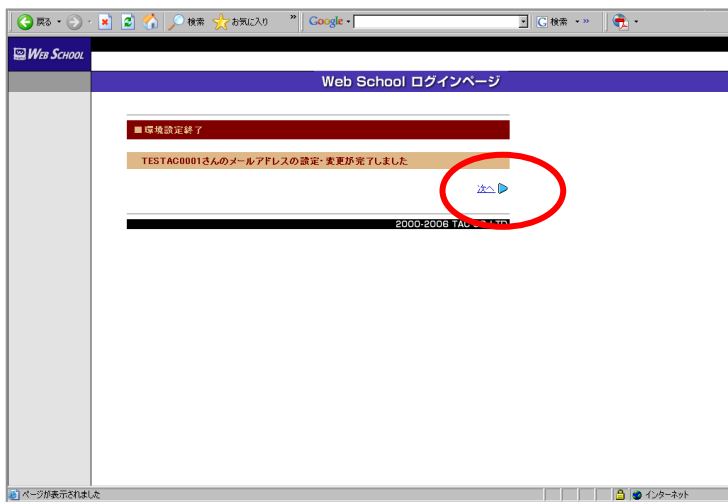 戻る 検索 お気に入り » Google 検索 »
WEB SCHOOL
Web School ログインページ
■環境設定終了
TESTAC0001さんのメールアドレスの設定・変更が完了しました
次へ
2000-2006 TAC CO LTD
ページが表示されました インターネット